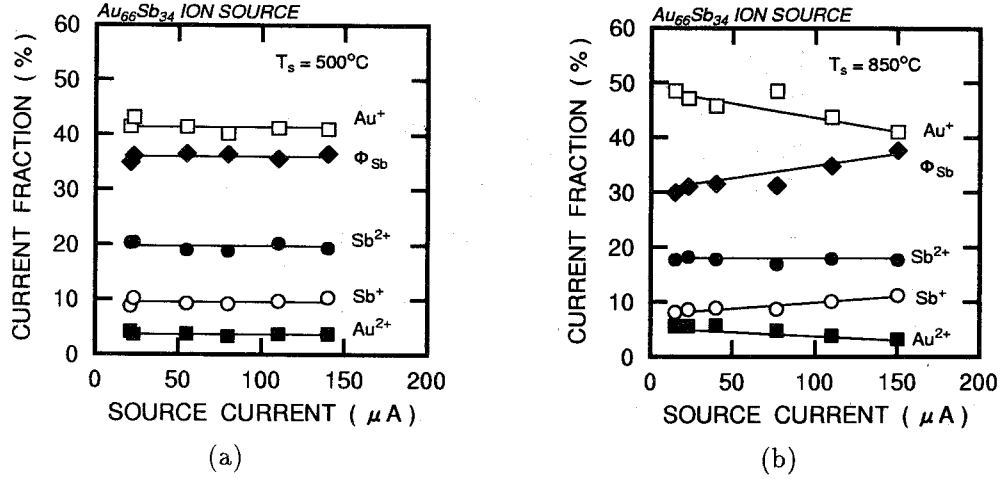 Au₆₆Sb₃₄ ION SOURCE
Tₛ = 500°C
CURRENT FRACTION ( % )
60
50
40
30
20
10
0
Au⁺
Φ_Sb
Sb²⁺
Sb⁺
Au²⁺
0 50 100 150 200
SOURCE CURRENT ( μA )
(a)
Au₆₆Sb₃₄ ION SOURCE
Tₛ = 850°C
CURRENT FRACTION ( % )
60
50
40
30
20
10
0
Au⁺
Φ_Sb
Sb²⁺
Sb⁺
Au²⁺
0 50 100 150 200
SOURCE CURRENT ( μA )
(b)